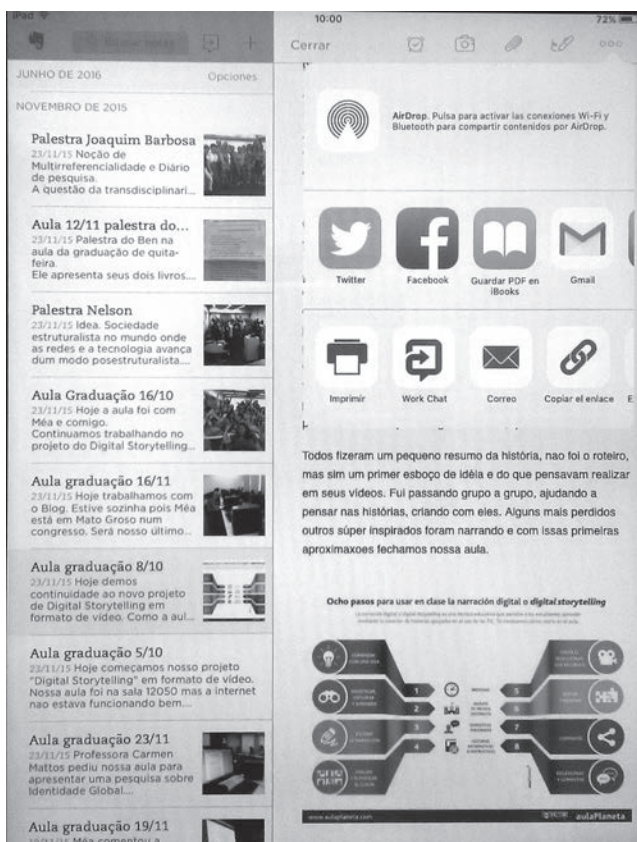 iPad
10:00
72%
Cerrar
JUNHO DE 2016
Opciones
NOVEMBRO DE 2015
Palestra Joaquim Barbosa
23/11/15 Noção de
Multirreferencialidade e Diário
de pesquisa.
A questão da transdisciplinari...
Aula 12/11 palestra do...
23/11/15 Palestra do Ben na
aula da graduação de quita-
feira.
Ele apresenta seus dois livros....
Palestra Nelson
23/11/15 Idea. Sociedade
estruturalista no mundo onde
as redes e a tecnologia avança
dum modo posestruturalista....
Aula Graduação 16/10
23/11/15 Hoje a aula foi com
Méa e comigo.
Continuamos trabalhando no
projeto do Digital Storytelling...
Aula graduação 16/11
23/11/15 Hoje trabalhamos com
o Blog. Estive sozinha pois Méa
está em Mato Groso num
congresso. Será nosso último...
Aula graduação 8/10
23/11/15 Hoje demos
continuidade ao novo projeto
de Digital Storytelling em
formato de vídeo. Como a aul...
Aula graduação 5/10
23/11/15 Hoje começamos nosso projeto
"Digital Storytelling" em formato de vídeo.
Nossa aula foi na sala 12050 mas a internet
nao estava funcionando bem....
Aula graduação 23/11
23/11/15 Professora Carmen
Mattos pediu nossa aula para
apresentar uma pesquisa sobre
Identidade Global....
Aula graduação 19/11
AirDrop. Pulsa para activar las conexiones Wi-Fi y
Bluetooth para compartir contenidos por AirDrop.
Twitter
Facebook
Guardar PDF en
iBooks
Gmail
Imprimir
Work Chat
Correo
Copiar el enlace
E
Todos fizeram um pequeno resumo da história, nao foi o roteiro,
mas sim um primer esboço de idéia e do que pensavam realizar
em seus vídeos. Fui passando grupo a grupo, ajudando a
pensar nas histórias, criando com eles. Alguns mais perdidos
outros súper inspirados foram narrando e com issas primeiras
aproximaxoes fechamos nossa aula.
Ocho pasos para usar en clase la narración digital o digital storytelling
1
2
3
4
5
6
7
8
www.aulaplaneta.com
aulaPlaneta